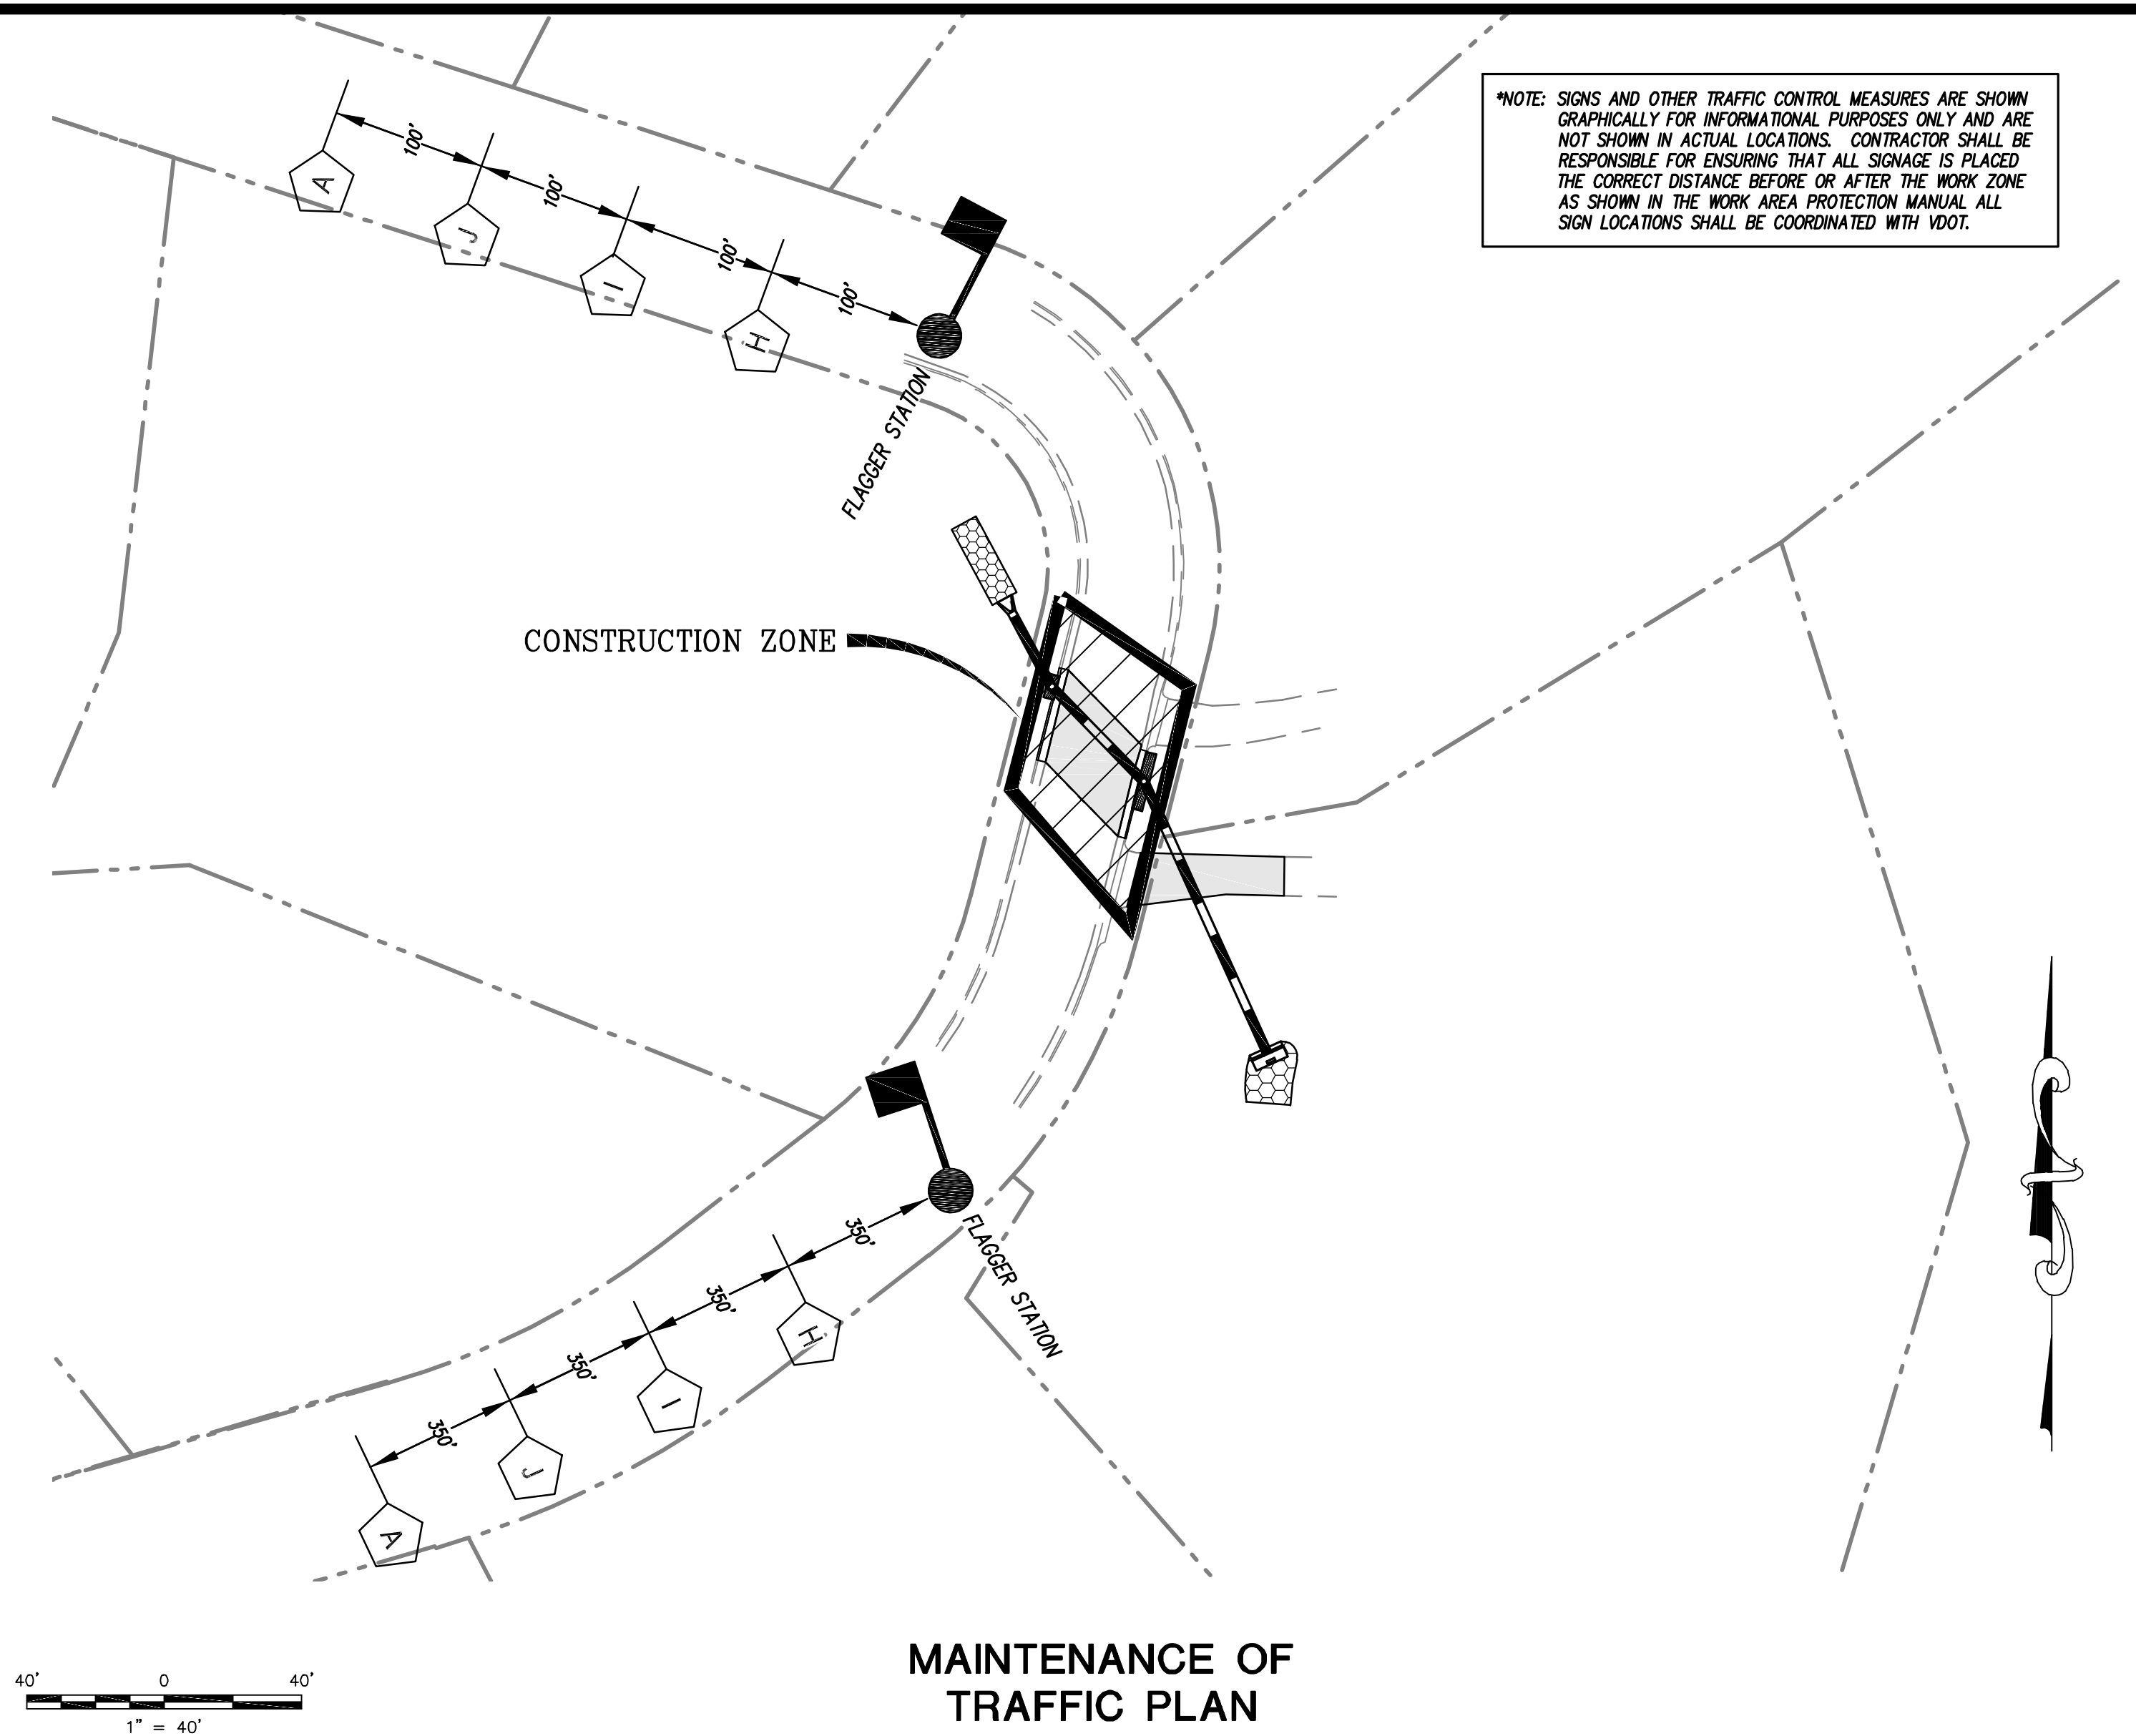 *NOTE: SIGNS AND OTHER TRAFFIC CONTROL MEASURES ARE SHOWN
GRAPHICALLY FOR INFORMATIONAL PURPOSES ONLY AND ARE
NOT SHOWN IN ACTUAL LOCATIONS. CONTRACTOR SHALL BE
RESPONSIBLE FOR ENSURING THAT ALL SIGNAGE IS PLACED
THE CORRECT DISTANCE BEFORE OR AFTER THE WORK ZONE
AS SHOWN IN THE WORK AREA PROTECTION MANUAL ALL
SIGN LOCATIONS SHALL BE COORDINATED WITH VDOT.
100'
100'
100'
100'
A
J
I
H
FLAGGER STATION
CONSTRUCTION ZONE
FLAGGER STATION
350'
350'
350'
350'
H
I
J
A
MAINTENANCE OF
TRAFFIC PLAN
40' 0 40'
1" = 40'